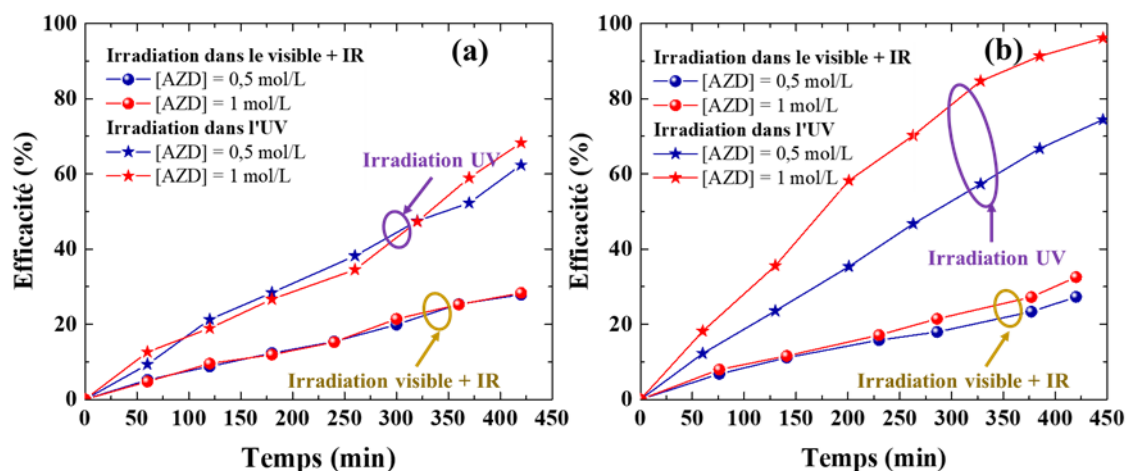 (a)
Irradiation dans le visible + IR
[AZD] = 0,5 mol/L
[AZD] = 1 mol/L
Irradiation dans l'UV
[AZD] = 0,5 mol/L
[AZD] = 1 mol/L
Irradiation UV
Irradiation visible + IR
Efficacité (%)
100
80
60
40
20
0
0
50
100
150
200
250
300
350
400
450
Temps (min)
(b)
Irradiation dans le visible + IR
[AZD] = 0,5 mol/L
[AZD] = 1 mol/L
Irradiation dans l'UV
[AZD] = 0,5 mol/L
[AZD] = 1 mol/L
Irradiation UV
Irradiation visible + IR
Efficacité (%)
100
80
60
40
20
0
0
50
100
150
200
250
300
350
400
450
Temps (min)